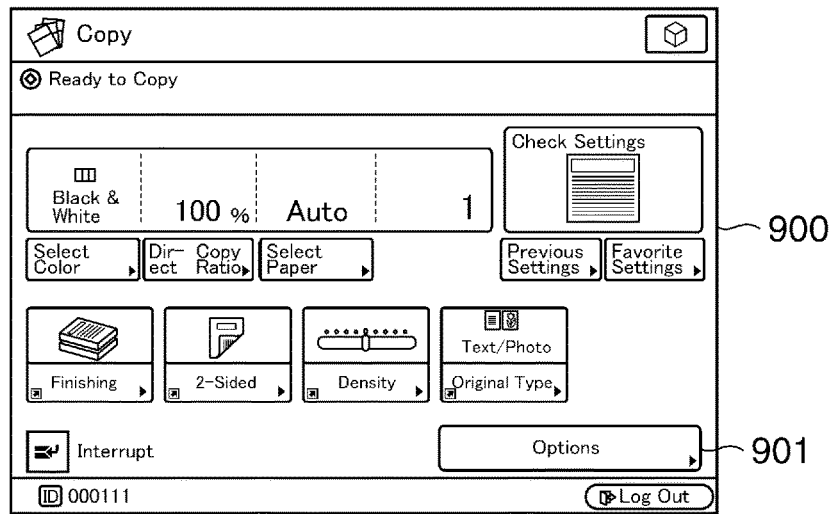 Copy
Ready to Copy
Check Settings
Black &
White
100 %
Auto
1
900
Select
Color
Dir- Copy
ect Ratio
Select
Paper
Previous
Settings
Favorite
Settings
Text/Photo
Finishing
2-Sided
Density
Original Type
Interrupt
Options
901
ID 000111
Log Out